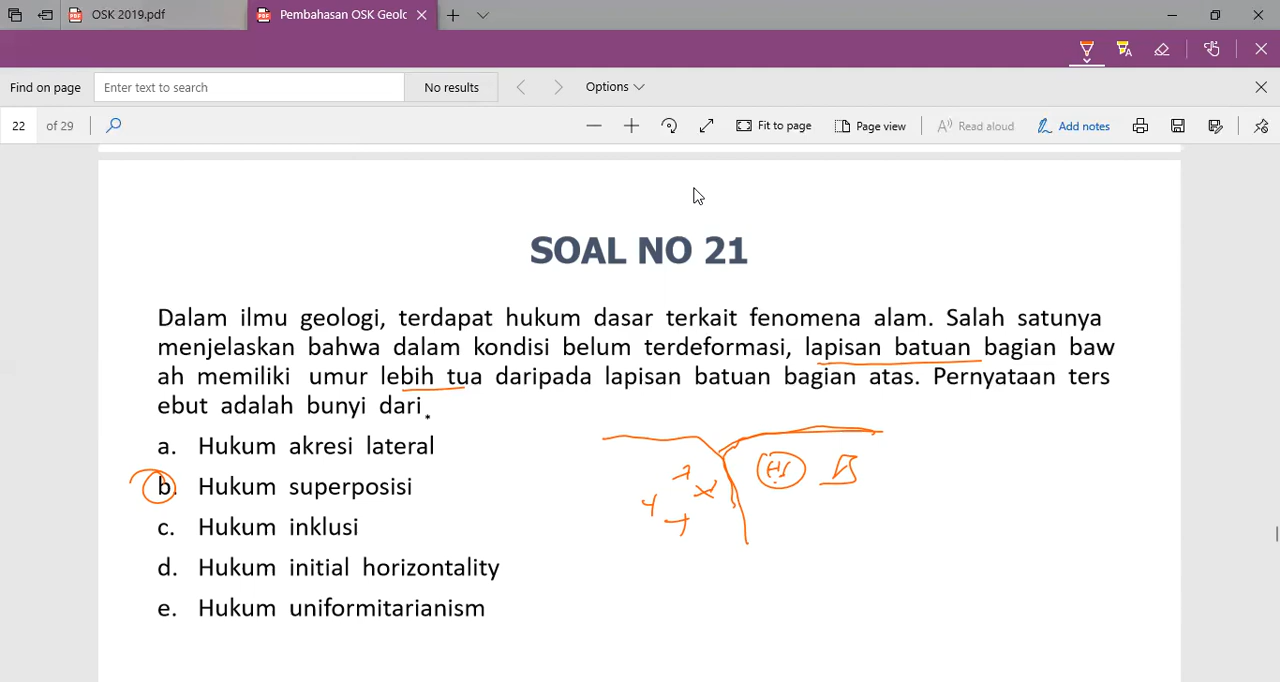 OSK 2019.pdf
Pembahasan OSK Geolo
Find on page
Enter text to search
No results
Options
22
of 29
Fit to page
Page view
Read aloud
Add notes
SOAL NO 21
Dalam ilmu geologi, terdapat hukum dasar terkait fenomena alam. Salah satunya
menjelaskan bahwa dalam kondisi belum terdeformasi, lapisan batuan bagian baw
ah memiliki umur lebih tua daripada lapisan batuan bagian atas. Pernyataan ters
ebut adalah bunyi dari
a. Hukum akresi lateral
b. Hukum superposisi
c. Hukum inklusi
d. Hukum initial horizontality
e. Hukum uniformitarianism